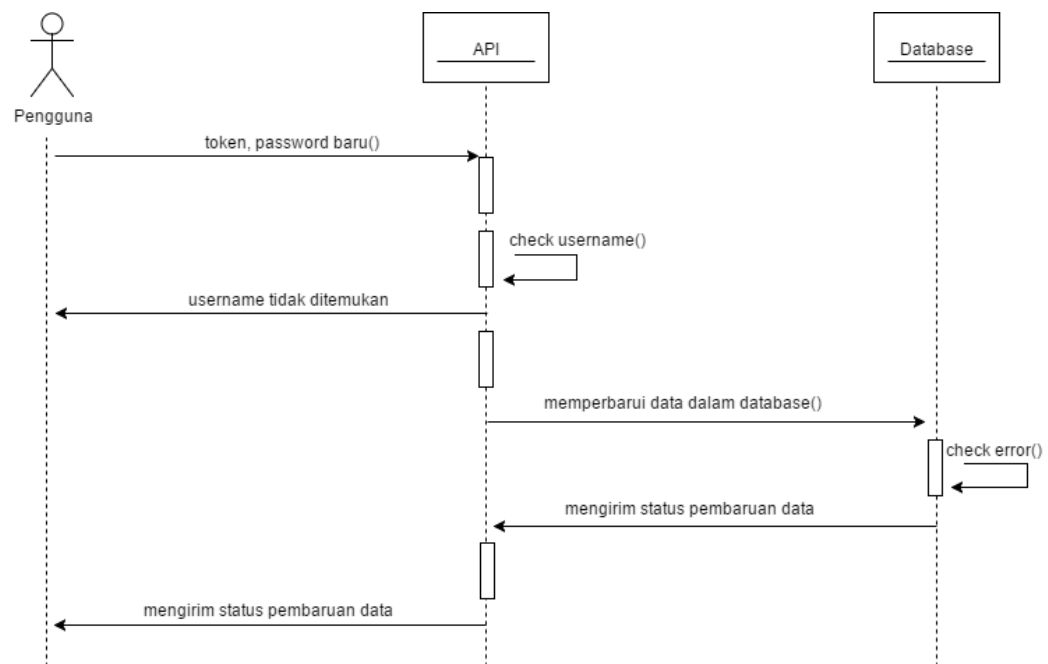 API
Database
Pengguna
token, password baru()
check username()
username tidak ditemukan
memperbarui data dalam database()
check error()
mengirim status pembaruan data
mengirim status pembaruan data